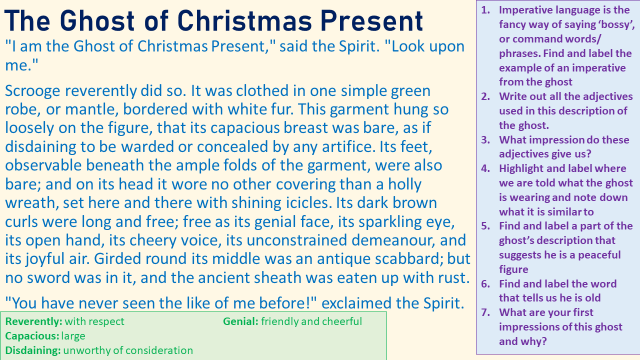 The Ghost of Christmas Present
"I am the Ghost of Christmas Present," said the Spirit. "Look upon
me."
Scrooge reverently did so. It was clothed in one simple green
robe, or mantle, bordered with white fur. This garment hung so
loosely on the figure, that its capacious breast was bare, as if
disdaining to be warded or concealed by any artifice. Its feet,
observable beneath the ample folds of the garment, were also
bare; and on its head it wore no other covering than a holly
wreath, set here and there with shining icicles. Its dark brown
curls were long and free; free as its genial face, its sparkling eye,
its open hand, its cheery voice, its unconstrained demeanour, and
its joyful air. Girded round its middle was an antique scabbard; but
no sword was in it, and the ancient sheath was eaten up with rust.
"You have never seen the like of me before!" exclaimed the Spirit.
Reverently: with respect
Genial: friendly and cheerful
Capacious: large
Disdaining: unworthy of consideration
1. Imperative language is the
fancy way of saying 'bossy',
or command words/
phrases. Find and label the
example of an imperative
from the ghost
2. Write out all the adjectives
used in this description of
the ghost.
3. What impression do these
adjectives give us?
4. Highlight and label where
we are told what the ghost
is wearing and note down
what it is similar to
5. Find and label a part of the
ghost's description that
suggests he is a peaceful
figure
6. Find and label the word
that tells us he is old
7. What are your first
impressions of this ghost
and why?